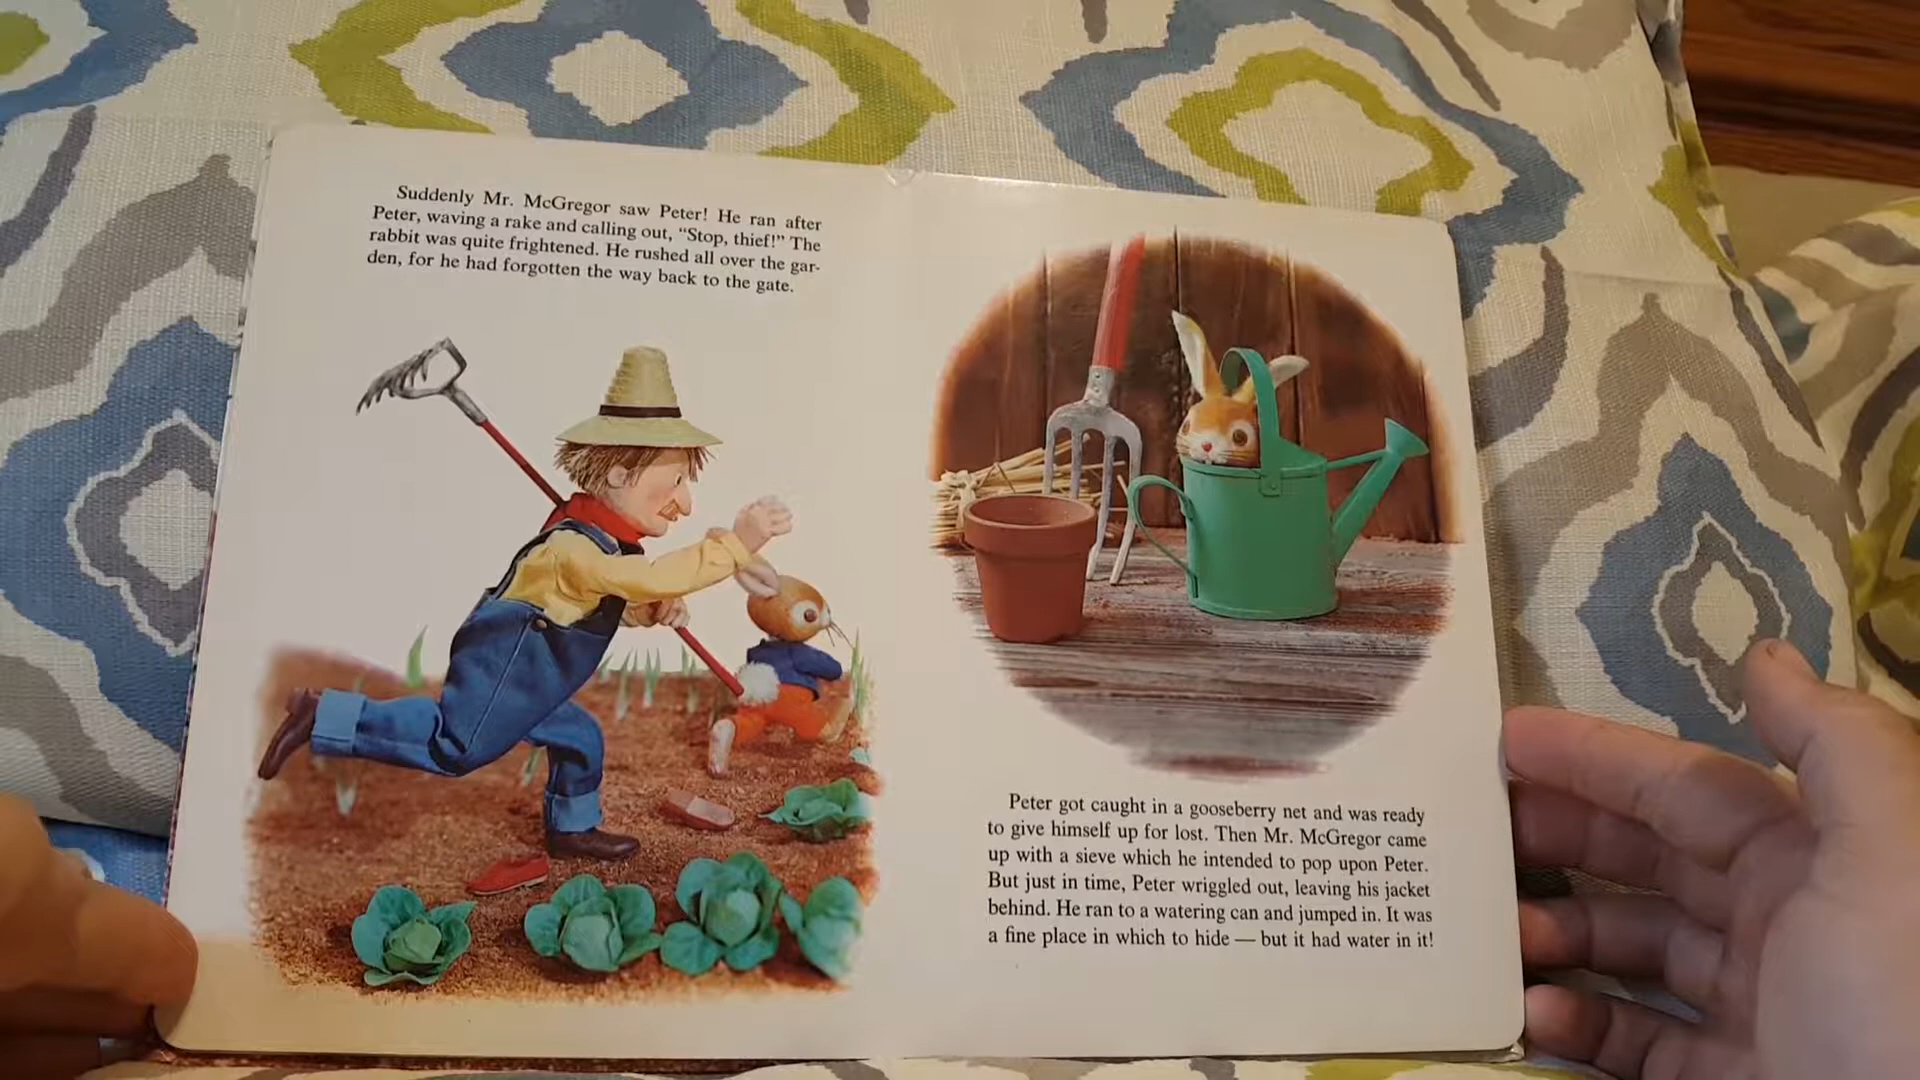 Suddenly Mr. McGregor saw Peter! He ran after
Peter, waving a rake and calling out, “Stop, thief!” The
rabbit was quite frightened. He rushed all over the gar-
den, for he had forgotten the way back to the gate.
Peter got caught in a gooseberry net and was ready
to give himself up for lost. Then Mr. McGregor came
up with a sieve which he intended to pop upon Peter.
But just in time, Peter wriggled out, leaving his jacket
behind. He ran to a watering can and jumped in. It was
a fine place in which to hide — but it had water in it!